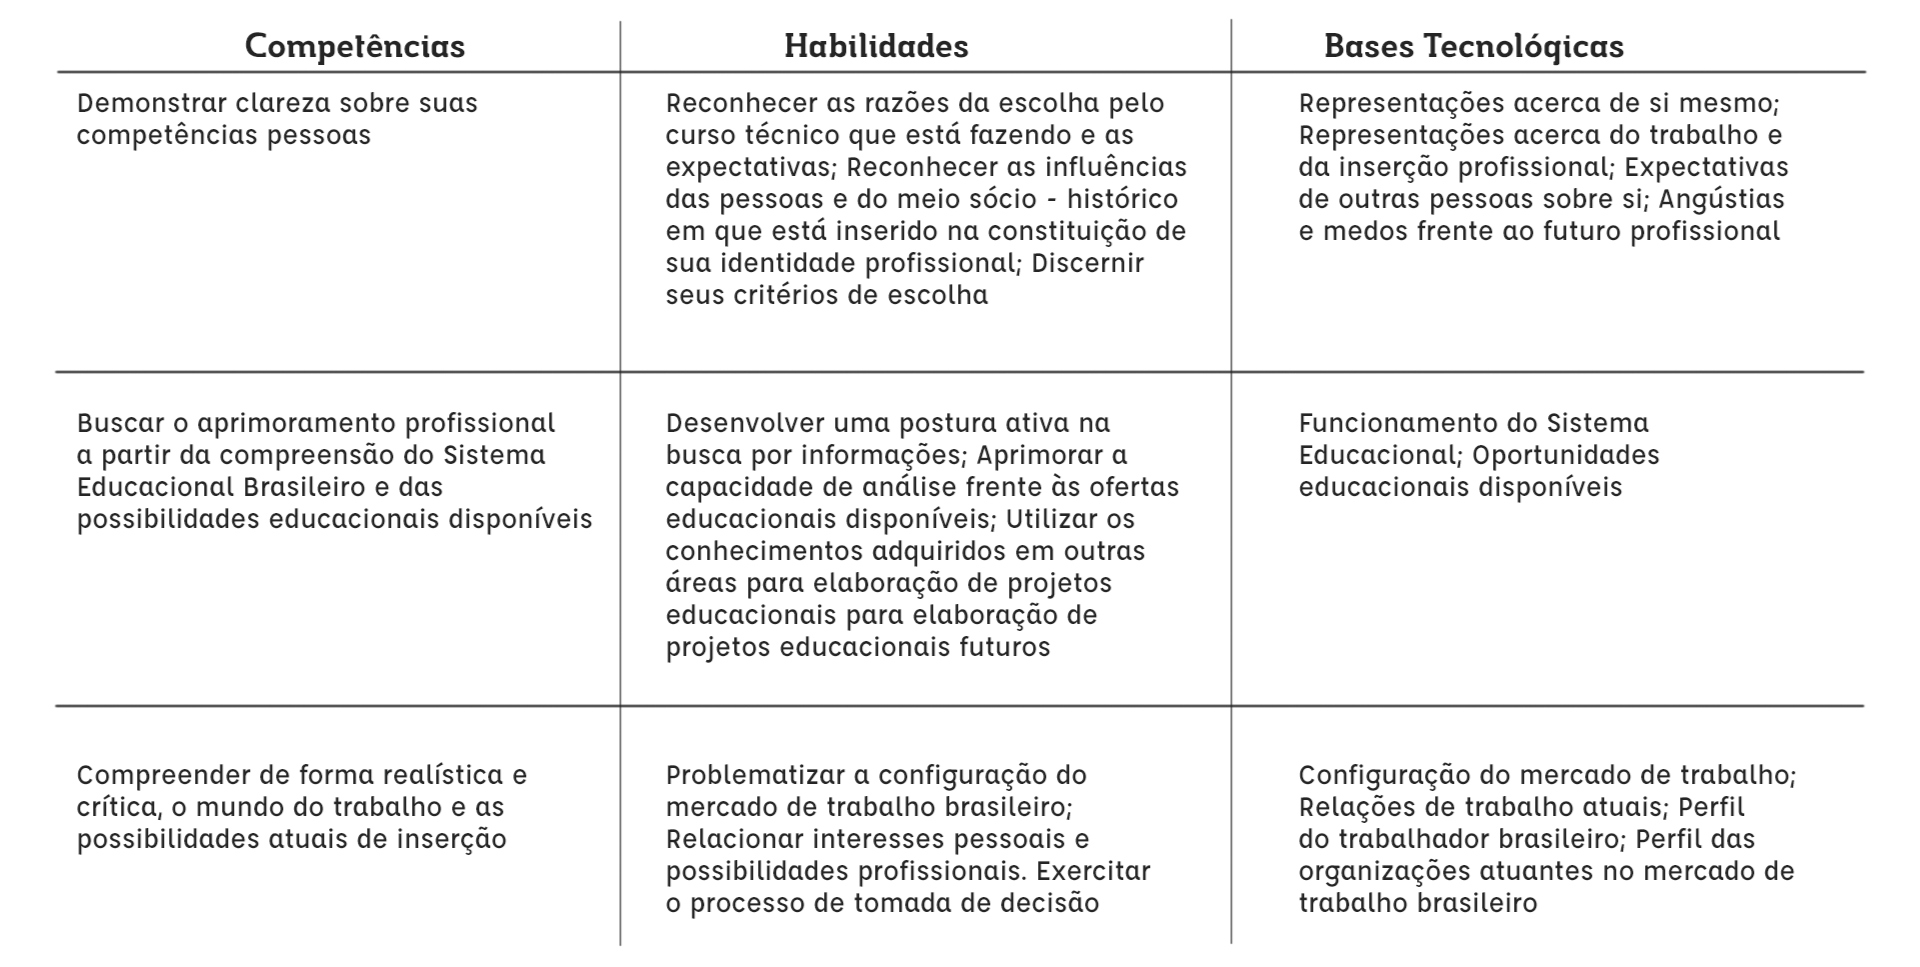 Competências
Habilidades
Bases Tecnológicas
Demonstrar clareza sobre suas
competências pessoas
Reconhecer as razões da escolha pelo
curso técnico que está fazendo e as
expectativas; Reconhecer as influências
das pessoas e do meio sócio - histórico
em que está inserido na constituição de
sua identidade profissional; Discernir
seus critérios de escolha
Representações acerca de si mesmo;
Representações acerca do trabalho e
da inserção profissional; Expectativas
de outras pessoas sobre si; Angústias
e medos frente ao futuro profissional
Buscar o aprimoramento profissional
a partir da compreensão do Sistema
Educacional Brasileiro e das
possibilidades educacionais disponíveis
Desenvolver uma postura ativa na
busca por informações; Aprimorar a
capacidade de análise frente às ofertas
educacionais disponíveis; Utilizar os
conhecimentos adquiridos em outras
áreas para elaboração de projetos
educacionais para elaboração de
projetos educacionais futuros
Funcionamento do Sistema
Educacional; Oportunidades
educacionais disponíveis
Compreender de forma realística e
crítica, o mundo do trabalho e as
possibilidades atuais de inserção
Problematizar a configuração do
mercado de trabalho brasileiro;
Relacionar interesses pessoais e
possibilidades profissionais. Exercitar
o processo de tomada de decisão
Configuração do mercado de trabalho;
Relações de trabalho atuais; Perfil
do trabalhador brasileiro; Perfil das
organizações atuantes no mercado de
trabalho brasileiro